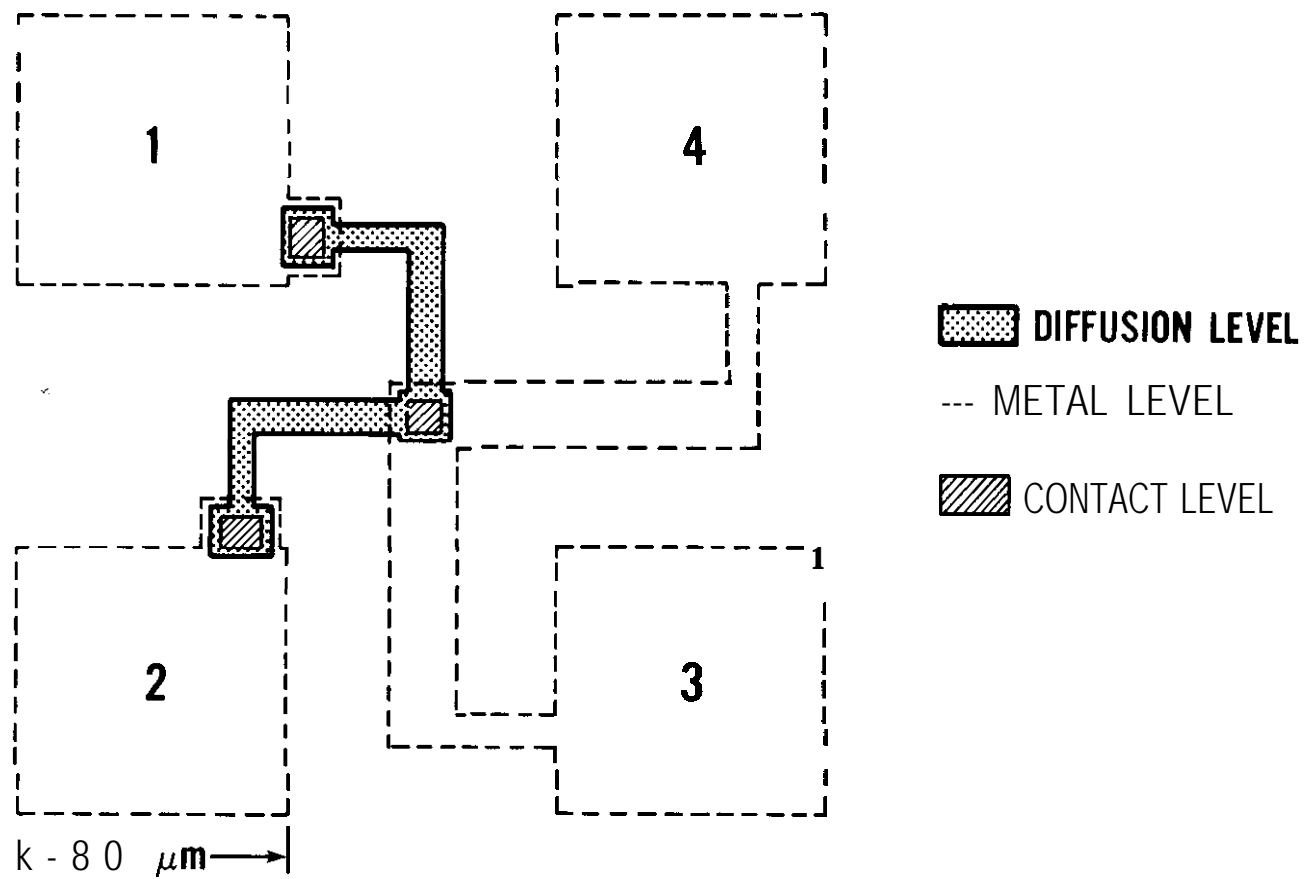 1
4
DIFFUSION LEVEL
--- METAL LEVEL
CONTACT LEVEL
1
2
3
k - 8 0 μm